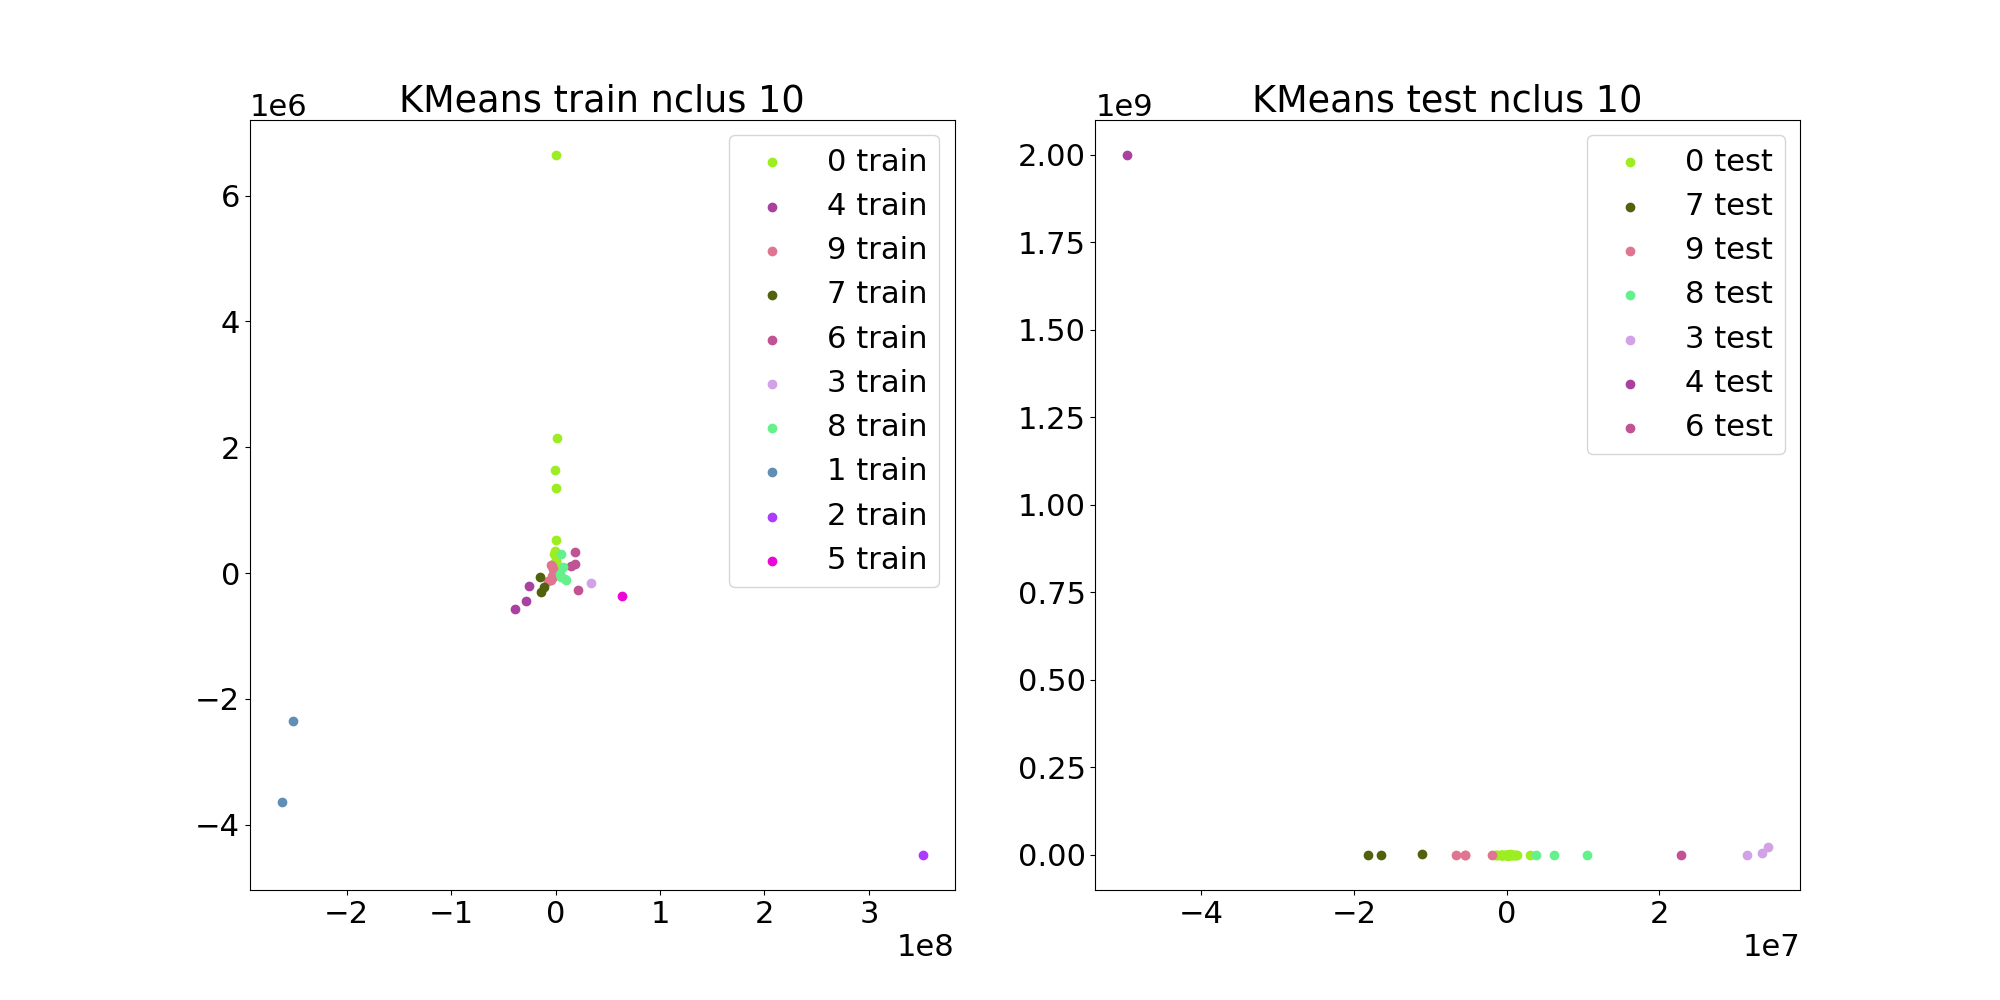 KMeans train nclus 10
1e6
6
4
2
0
−2
−4
−2
−1
0
1
2
3
1e8
0 train
4 train
9 train
7 train
6 train
3 train
8 train
1 train
2 train
5 train
KMeans test nclus 10
1e9
2.00
1.75
1.50
1.25
1.00
0.75
0.50
0.25
0.00
−4
−2
0
2
1e7
0 test
7 test
9 test
8 test
3 test
4 test
6 test